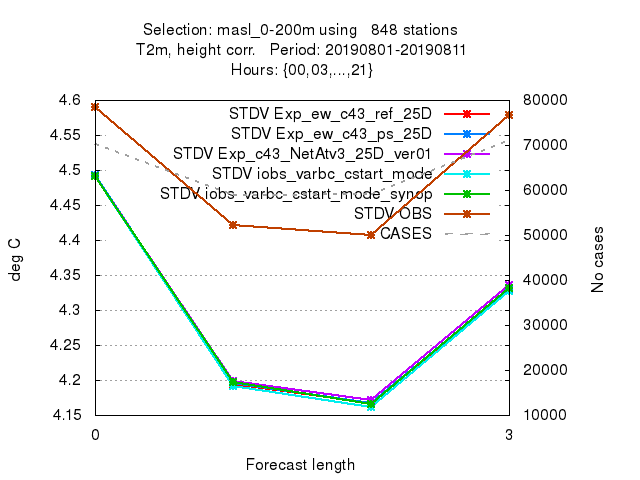 Selection: masl_0-200m using 848 stations
T2m, height corr. Period: 20190801-20190811
Hours: {00,03,...,21}
STDV Exp_ew_c43_ref_25D
STDV Exp_ew_c43_ps_25D
STDV Exp_c43_NetAtv3_25D_ver01
STDV iobs_varbc_cstart_mode
STDV iobs_varbc_cstart_mode_synop
STDV OBS
CASES
deg C
4.6
4.55
4.5
4.45
4.4
4.35
4.3
4.25
4.2
4.15
80000
70000
60000
50000
40000
30000
20000
10000
No cases
0
3
Forecast length